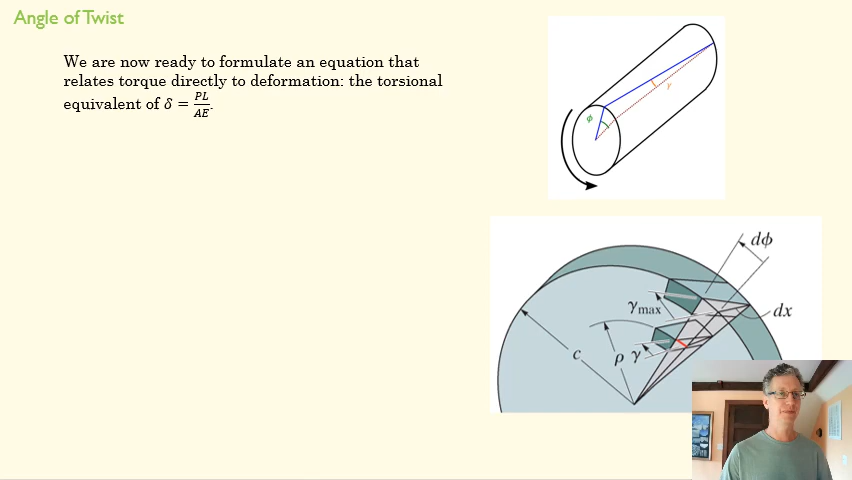 Angle of Twist
We are now ready to formulate an equation that
relates torque directly to deformation: the torsional
equivalent of δ = PL/AE.
ϕ
γ
dϕ
γmax
dx
c
ρ γ